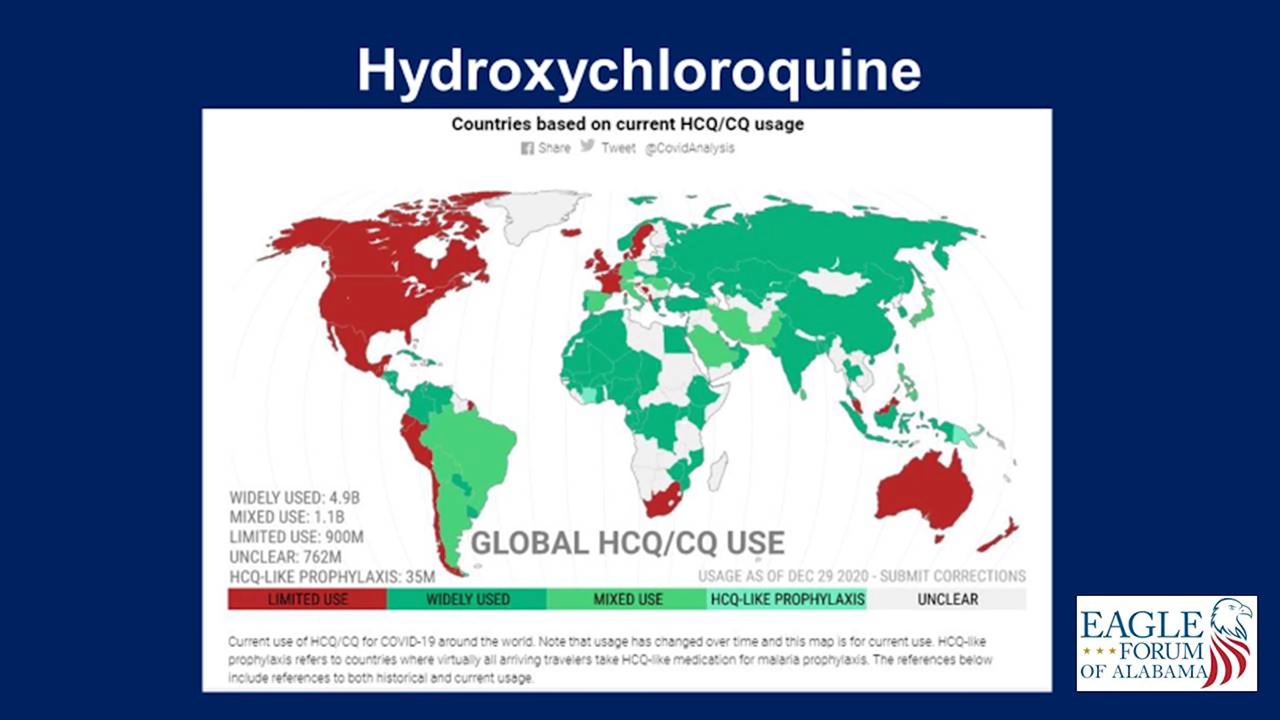 Hydroxychloroquine
Countries based on current HCQ/CQ usage
Share Tweet @CovidAnalysis
WIDELY USED: 4.9B
MIXED USE: 1.1B
LIMITED USE: 900M
UNCLEAR: 762M
HCQ-LIKE PROPHYLAXIS: 35M
GLOBAL HCQ/CQ USE
USAGE AS OF DEC 29 2020 - SUBMIT CORRECTIONS
LIMITED USE WIDELY USED MIXED USE HCQ-LIKE PROPHYLAXIS UNCLEAR
Current use of HCQ/CQ for COVID-19 around the world. Note that usage has changed over time and this map is for current use. HCQ-like
prophylaxis refers to countries where virtually all arriving travelers take HCQ-like medication for malaria prophylaxis. The references below
include references to both historical and current usage.
EAGLE
FORUM
OF ALABAMA